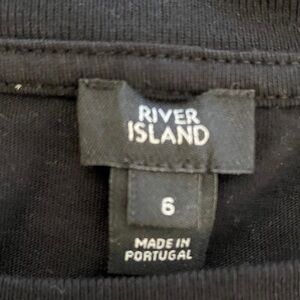 RIVER
ISLAND
6
MADE IN
PORTUGAL